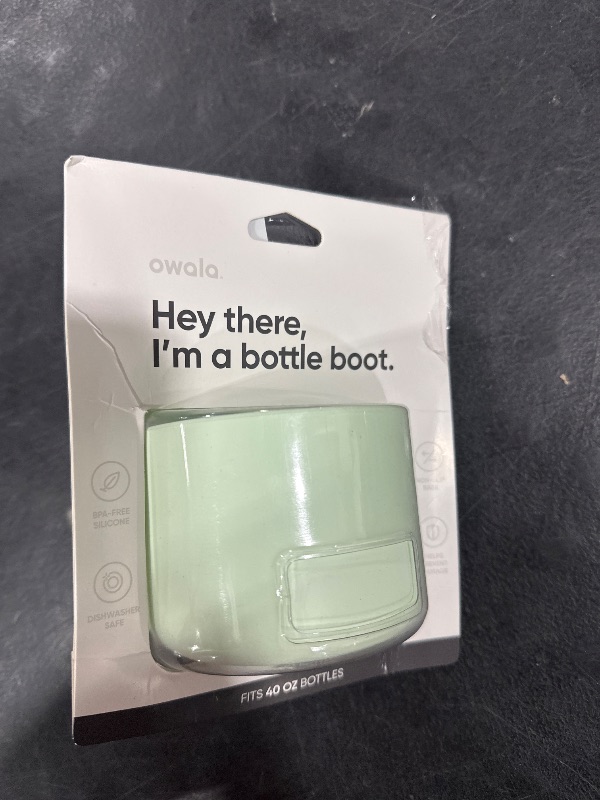 owala
Hey there,
I'm a bottle boot.
BPA-FREE
SILICONE
DISHWASHER
SAFE
FITS 40 OZ BOTTLES